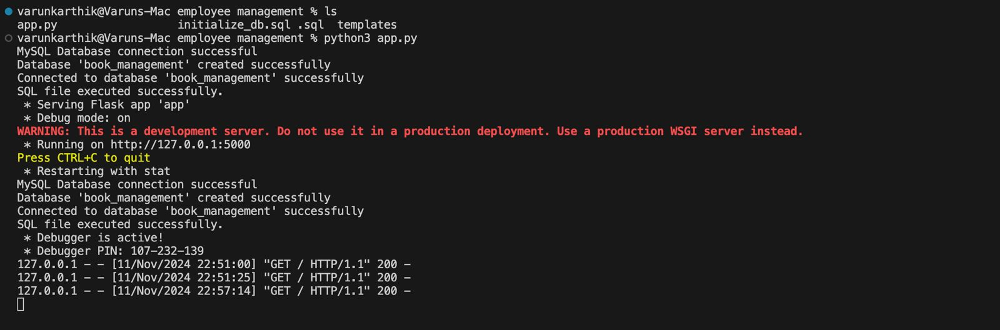 varunkarthik@Varuns-Mac employee management % ls
app.py                  initialize_db.sql .sql  templates
varunkarthik@Varuns-Mac employee management % python3 app.py
MySQL Database connection successful
Database 'book_management' created successfully
Connected to database 'book_management' successfully
SQL file executed successfully.
 * Serving Flask app 'app'
 * Debug mode: on
WARNING: This is a development server. Do not use it in a production deployment. Use a production WSGI server instead.
 * Running on http://127.0.0.1:5000
Press CTRL+C to quit
 * Restarting with stat
MySQL Database connection successful
Database 'book_management' created successfully
Connected to database 'book_management' successfully
SQL file executed successfully.
 * Debugger is active!
 * Debugger PIN: 107-232-139
127.0.0.1 - - [11/Nov/2024 22:51:00] "GET / HTTP/1.1" 200 -
127.0.0.1 - - [11/Nov/2024 22:51:25] "GET / HTTP/1.1" 200 -
127.0.0.1 - - [11/Nov/2024 22:57:14] "GET / HTTP/1.1" 200 -